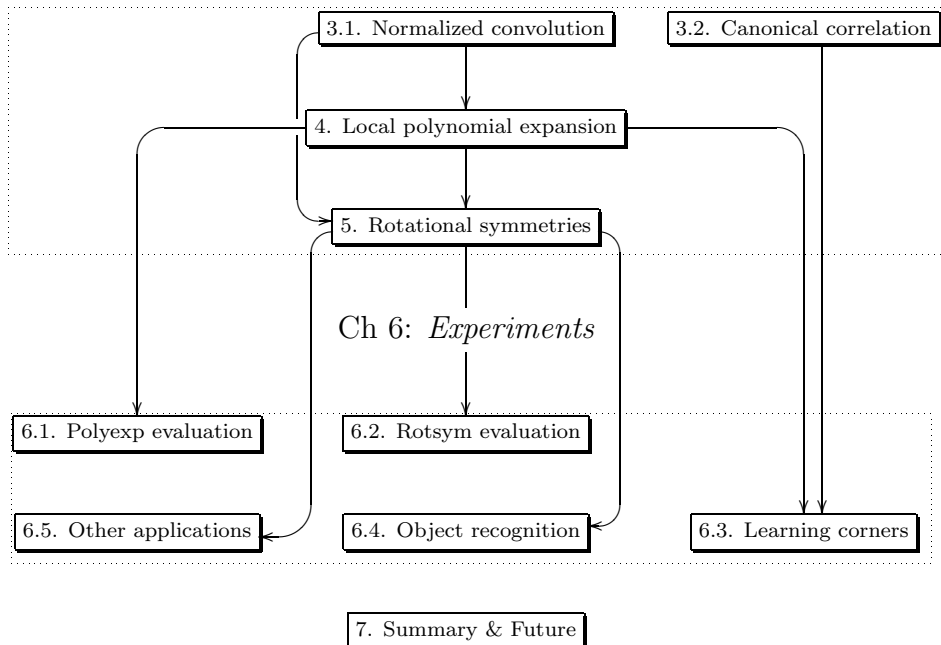 3.1. Normalized convolution
3.2. Canonical correlation
4. Local polynomial expansion
5. Rotational symmetries
Ch 6: Experiments
6.1. Polyexp evaluation
6.2. Rotsym evaluation
6.5. Other applications
6.4. Object recognition
6.3. Learning corners
7. Summary & Future